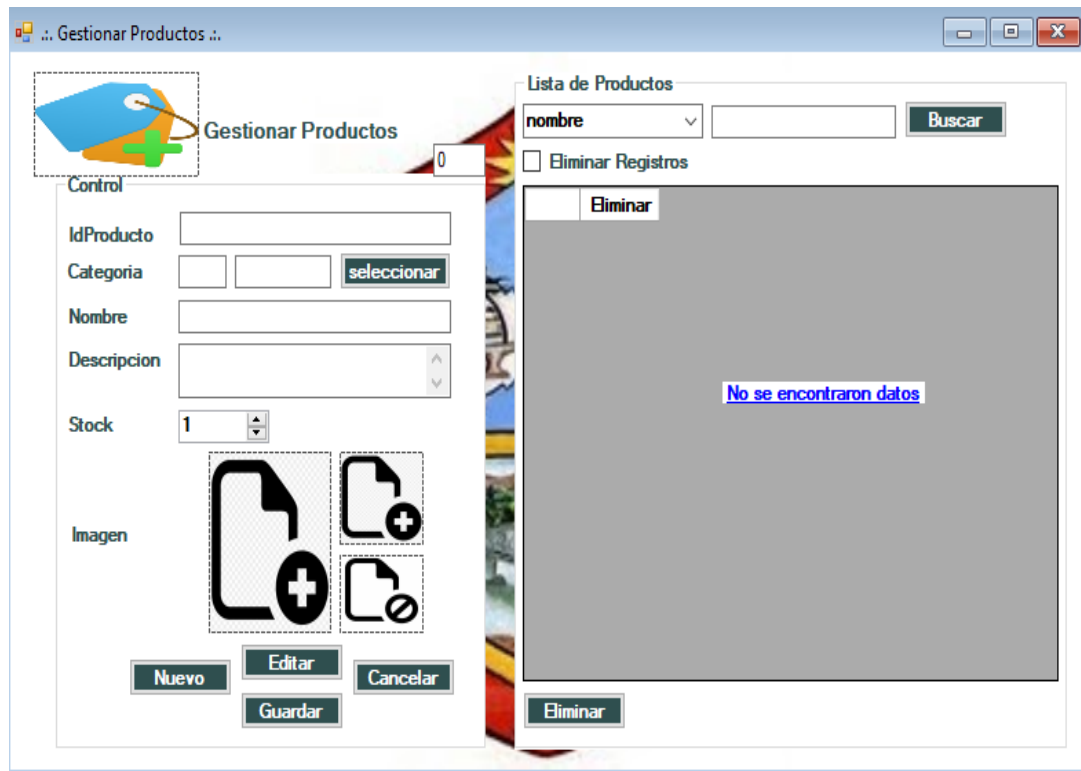 .:. Gestionar Productos .:.
Gestionar Productos
0
Control
IdProducto
Categoria
seleccionar
Nombre
Descripcion
Stock
1
Imagen
Nuevo
Editar
Cancelar
Guardar
Lista de Productos
nombre
Buscar
Eliminar Registros
Eliminar
No se encontraron datos
Eliminar